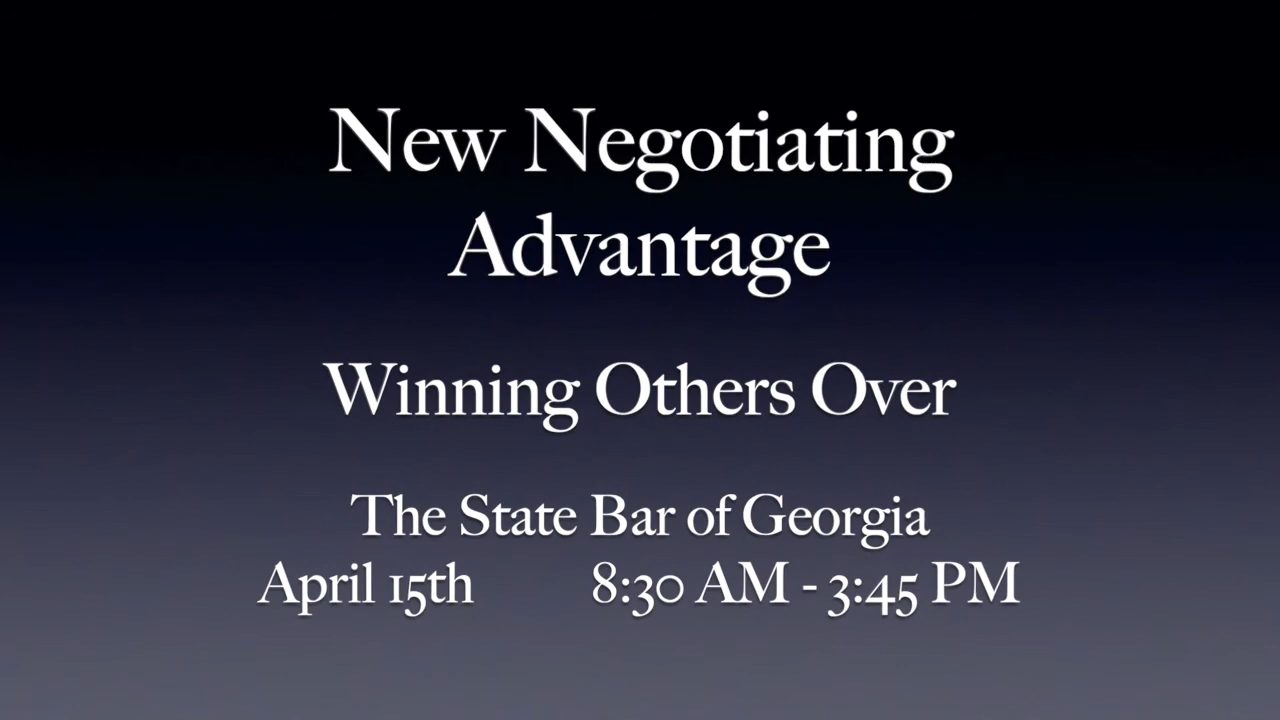 New Negotiating
Advantage
Winning Others Over
The State Bar of Georgia
April 15th 8:30 AM - 3:45 PM